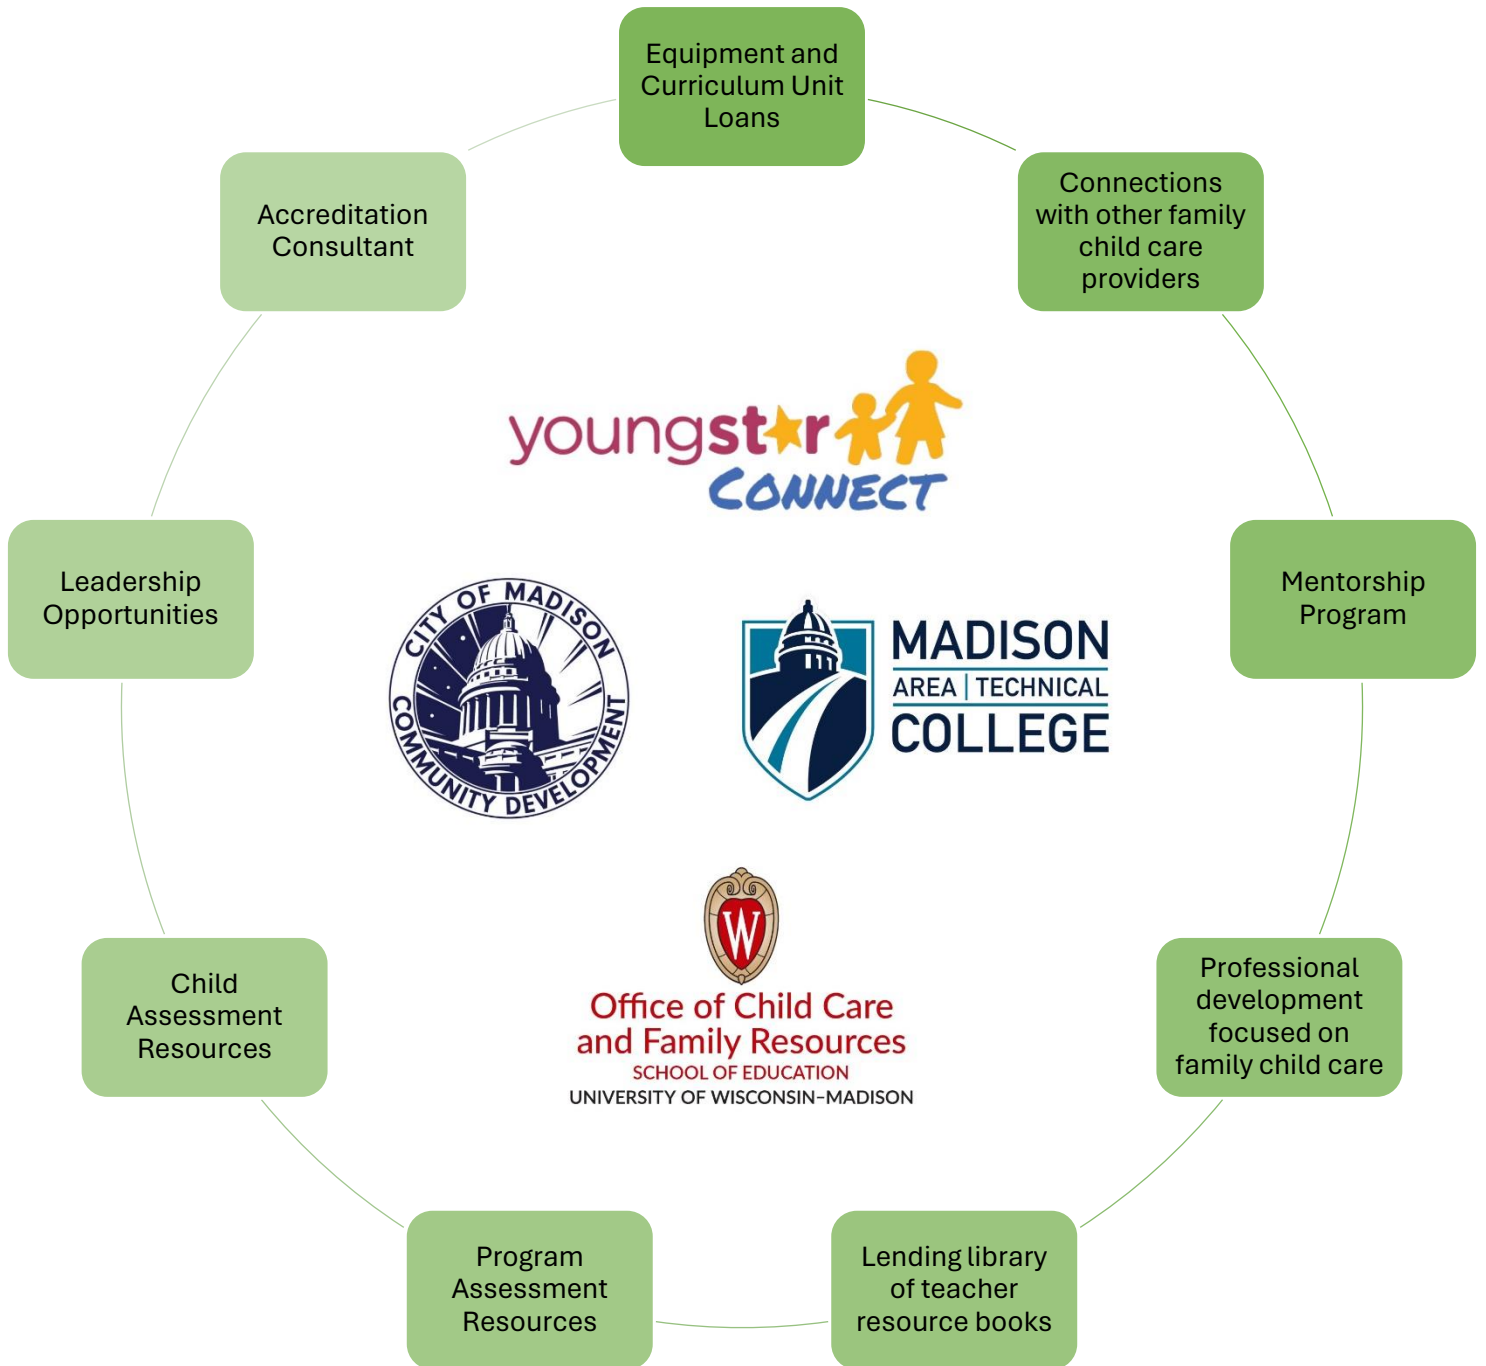 Equipment and
Curriculum Unit
Loans
Connections
with other family
child care
providers
Mentorship
Program
Professional
development
focused on
family child care
Lending library
of teacher
resource books
Program
Assessment
Resources
Child
Assessment
Resources
Leadership
Opportunities
Accreditation
Consultant
youngstar
CONNECT
CITY OF MADISON
COMMUNITY DEVELOPMENT
MADISON
AREA | TECHNICAL
COLLEGE
W
Office of Child Care
and Family Resources
SCHOOL OF EDUCATION
UNIVERSITY OF WISCONSIN–MADISON